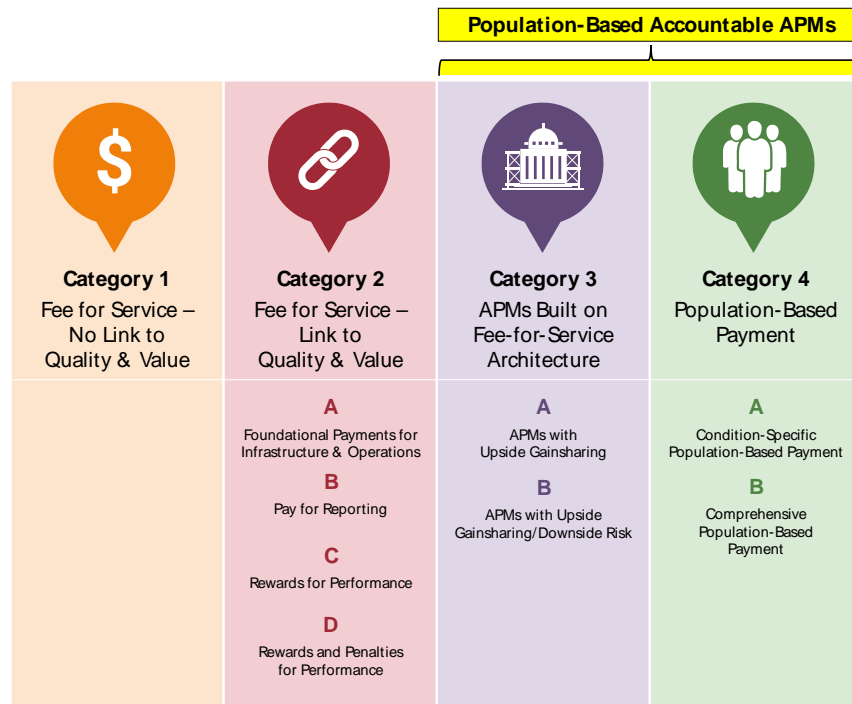 Population-Based Accountable APMs
$
Category 1
Fee for Service –
No Link to
Quality & Value
Category 2
Fee for Service –
Link to
Quality & Value
A
Foundational Payments for
Infrastructure & Operations
B
Pay for Reporting
C
Rewards for Performance
D
Rewards and Penalties
for Performance
Category 3
APMs Built on
Fee-for-Service
Architecture
A
APMs with
Upside Gainsharing
B
APMs with Upside
Gainsharing/Downside Risk
Category 4
Population-Based
Payment
A
Condition-Specific
Population-Based Payment
B
Comprehensive
Population-Based
Payment